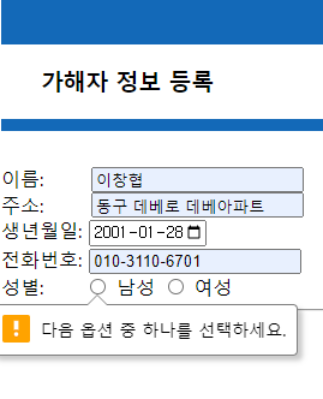 가해자 정보 등록
이름: 이창협
주소: 동구 데베로 데베아파트
생년월일: 2001-01-28
전화번호: 010-3110-6701
성별: 남성 여성
! 다음 옵션 중 하나를 선택하세요.